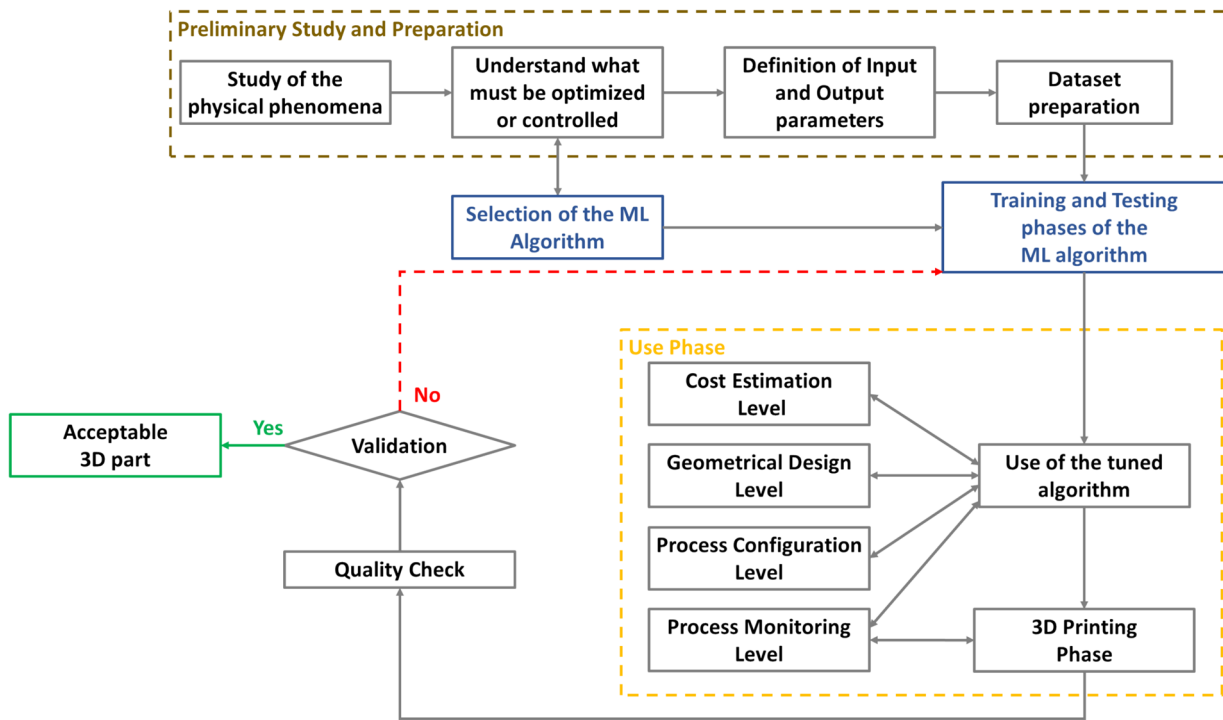 Preliminary Study and Preparation
Study of the
physical phenomena
Understand what
must be optimized
or controlled
Definition of Input
and Output
parameters
Dataset
preparation
Selection of the ML
Algorithm
Training and Testing
phases of the
ML algorithm
Use Phase
Cost Estimation
Level
Geometrical Design
Level
Process Configuration
Level
Process Monitoring
Level
Use of the tuned
algorithm
3D Printing
Phase
No
Yes
Acceptable
3D part
Validation
Quality Check